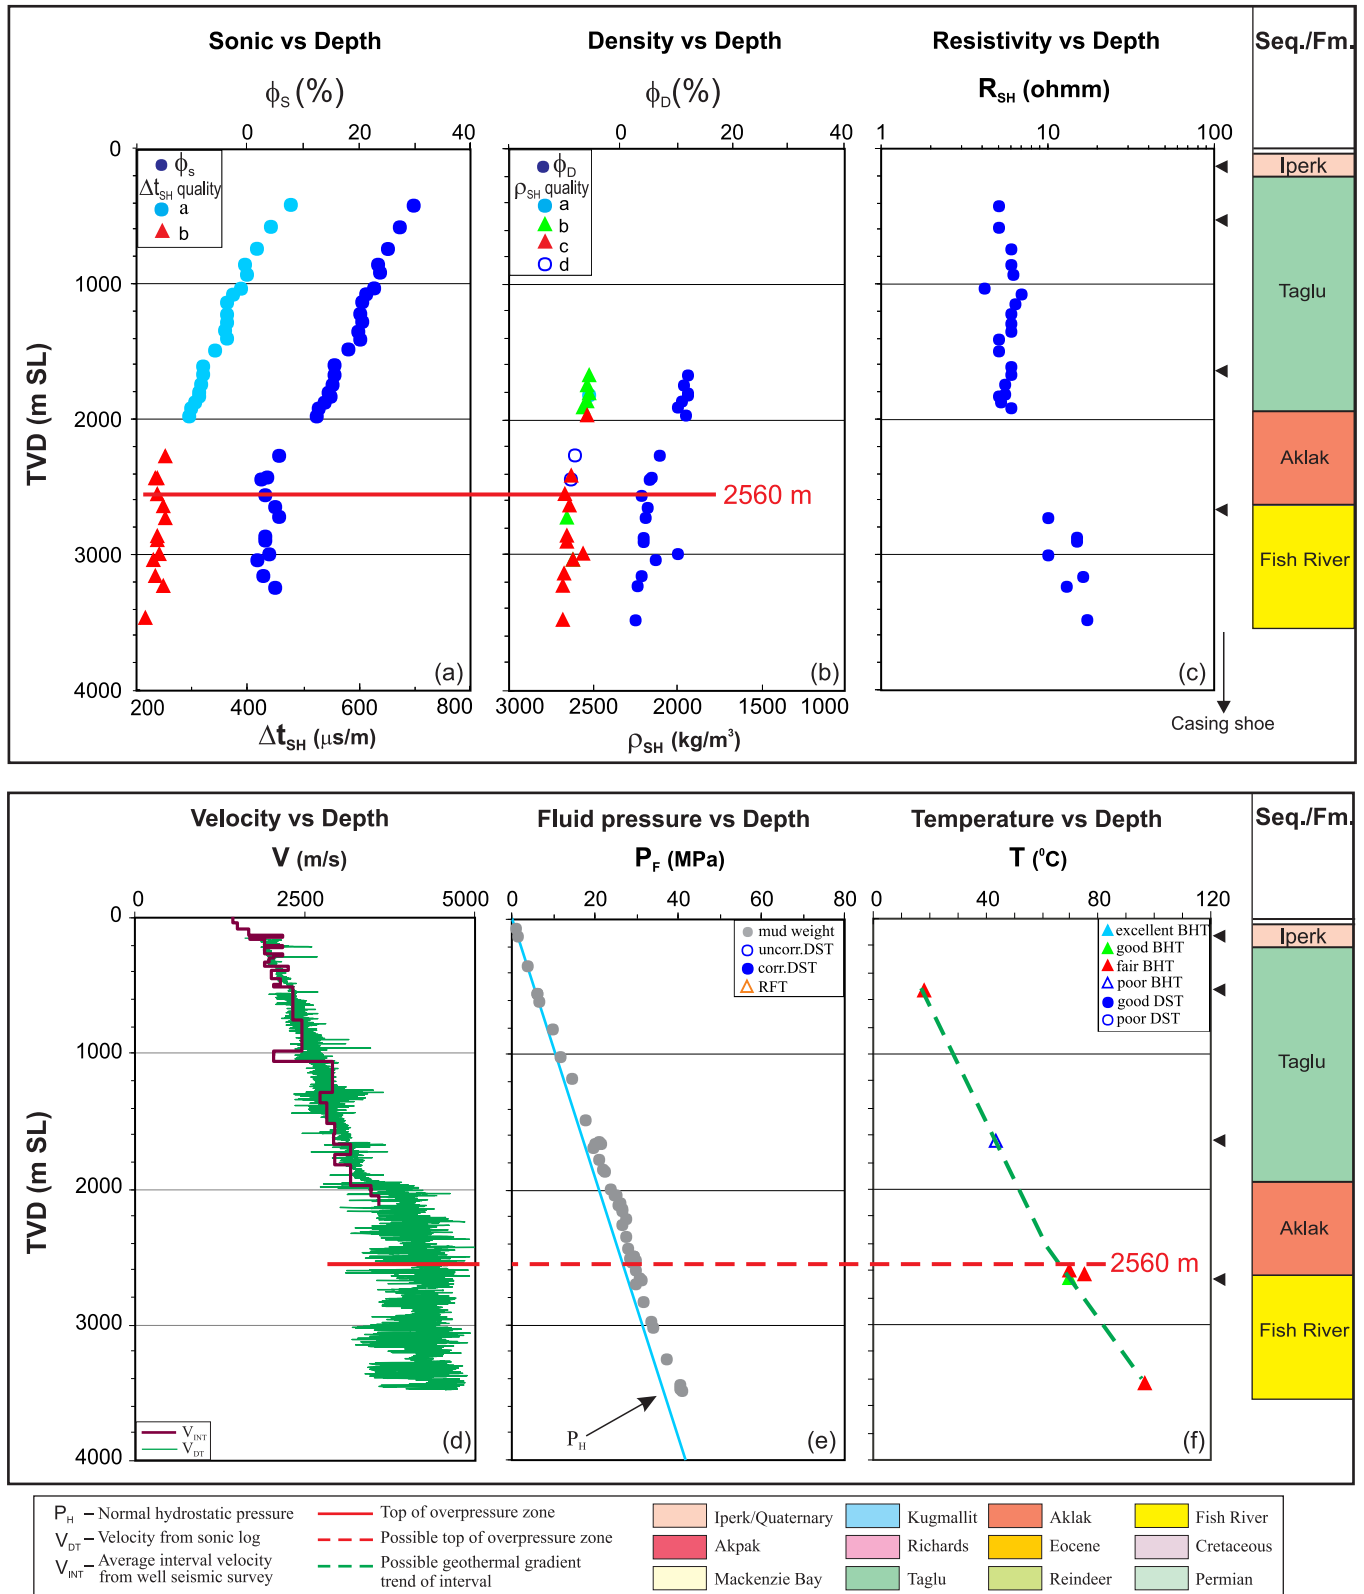 Sonic vs Depth
Density vs Depth
Resistivity vs Depth
Seq./Fm.
ϕS (%)
ϕD (%)
RSH (ohmm)
0 20 40
0 20 40
1 10 100
TVD (m SL)
0
1000
2000
3000
4000
ϕs
ΔtSH quality
a
b
ϕD
ρSH quality
a
b
c
d
2560 m
(a)
(b)
(c)
Iperk
Taglu
Aklak
Fish River
Casing shoe
200 400 600 800
3000 2500 2000 1500 1000
ΔtSH (μs/m)
ρSH (kg/m³)
Velocity vs Depth
Fluid pressure vs Depth
Temperature vs Depth
Seq./Fm.
V (m/s)
PF (MPa)
T (⁰C)
0 2500 5000
0 20 40 60 80
0 40 80 120
TVD (m SL)
0
1000
2000
3000
4000
mud weight
uncorr.DST
corr.DST
RFT
excellent BHT
good BHT
fair BHT
poor BHT
good DST
poor DST
2560 m
PH
VINT
VDT
(d)
(e)
(f)
Iperk
Taglu
Aklak
Fish River
PH – Normal hydrostatic pressure
VDT – Velocity from sonic log
VINT – Average interval velocity
from well seismic survey
Top of overpressure zone
Possible top of overpressure zone
Possible geothermal gradient
trend of interval
Iperk/Quaternary
Kugmallit
Aklak
Fish River
Akpak
Richards
Eocene
Cretaceous
Mackenzie Bay
Taglu
Reindeer
Permian